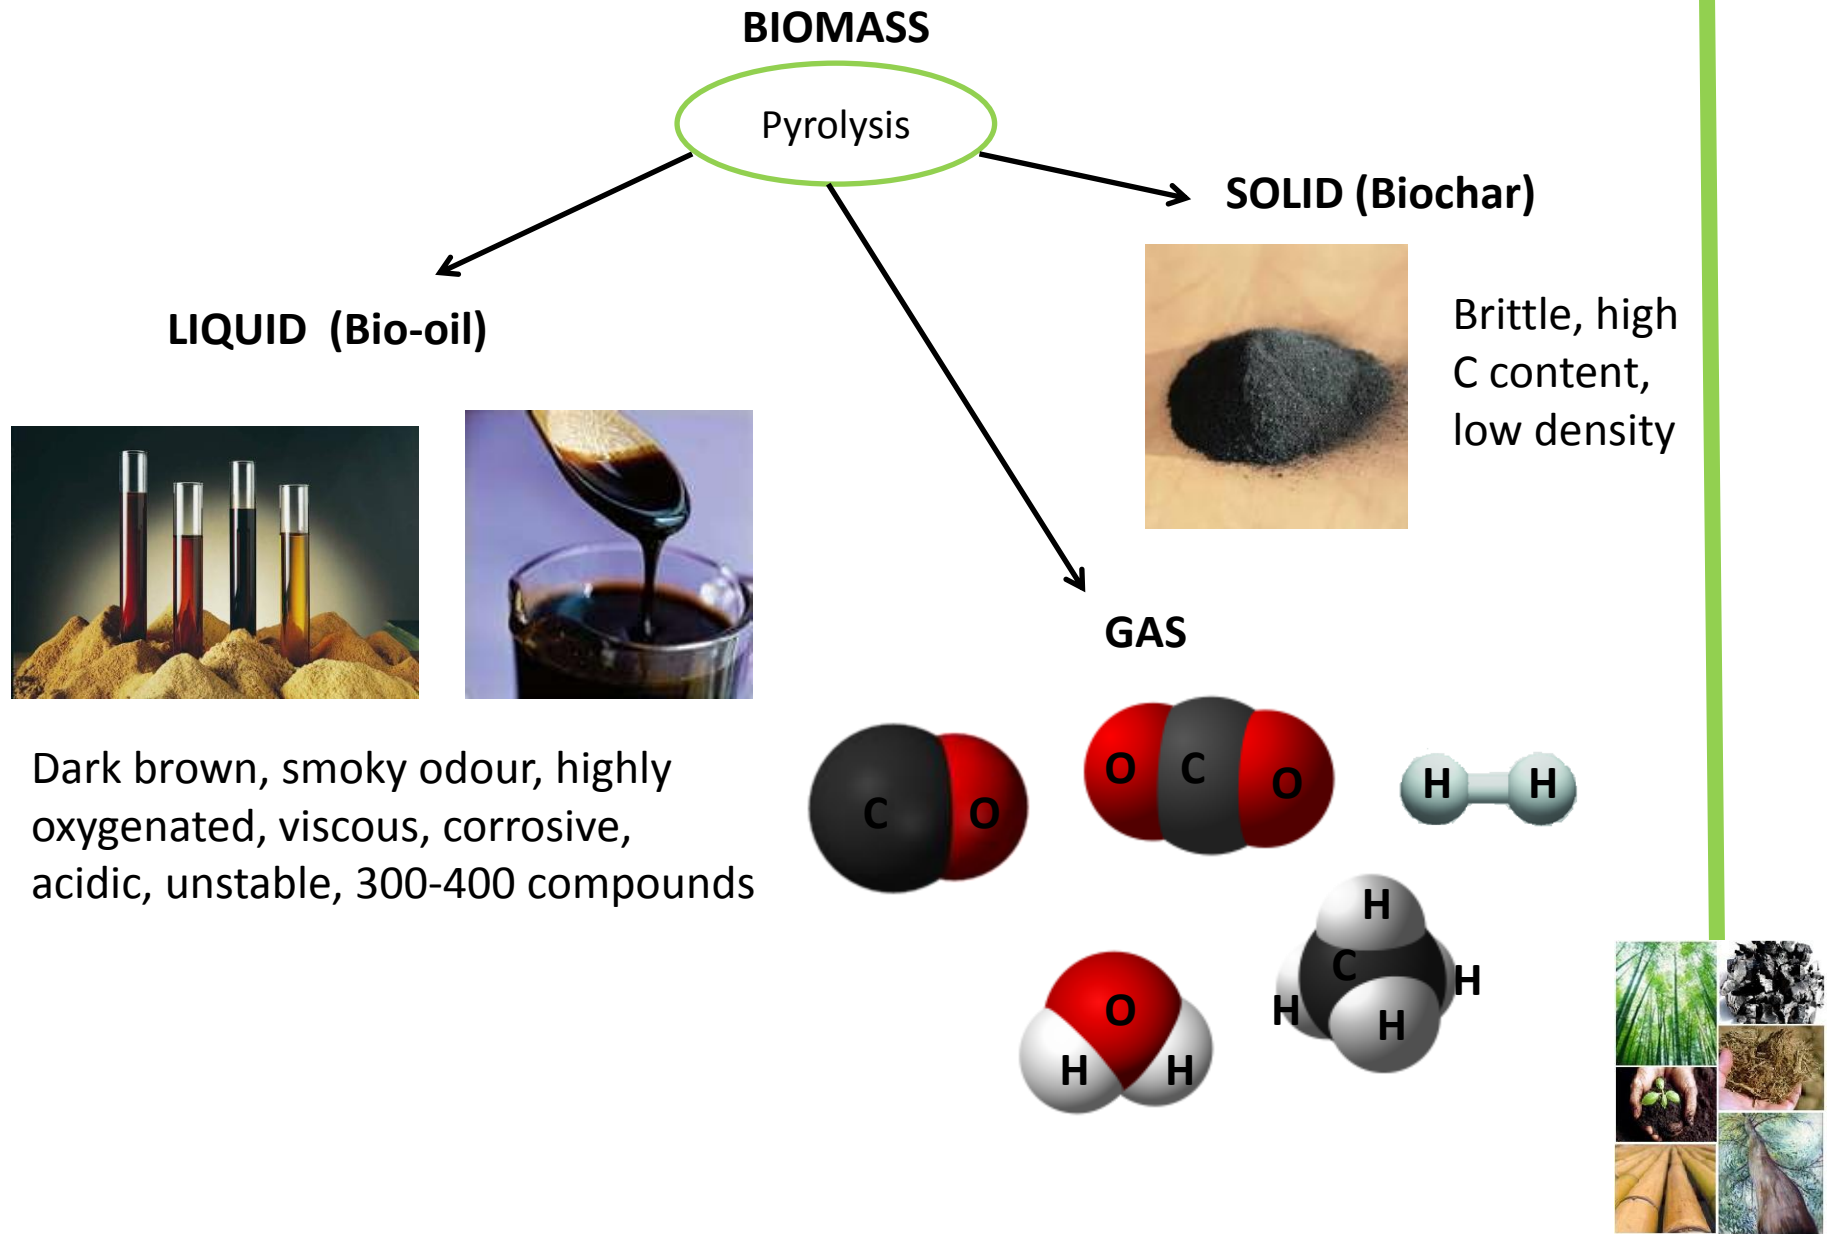 BIOMASS
Pyrolysis
SOLID (Biochar)
Brittle, high
C content,
low density
LIQUID  (Bio-oil)
Dark brown, smoky odour, highly
oxygenated, viscous, corrosive,
acidic, unstable, 300-400 compounds
GAS
C O
O C O
H H
O
H H
H
C
H
H
H